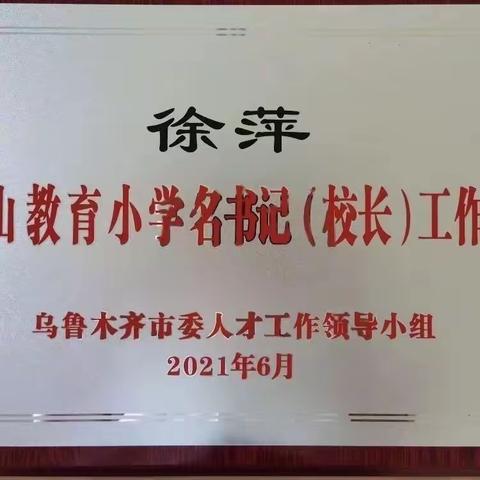 徐萍
山教育小学名书记（校长）工作
乌鲁木齐市委人才工作领导小组
2021年6月